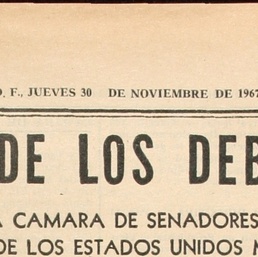 F., JUEVES 30 DE NOVIEMBRE DE 1967
DE LOS DEB
A CAMARA DE SENADORES
DE LOS ESTADOS UNIDOS M